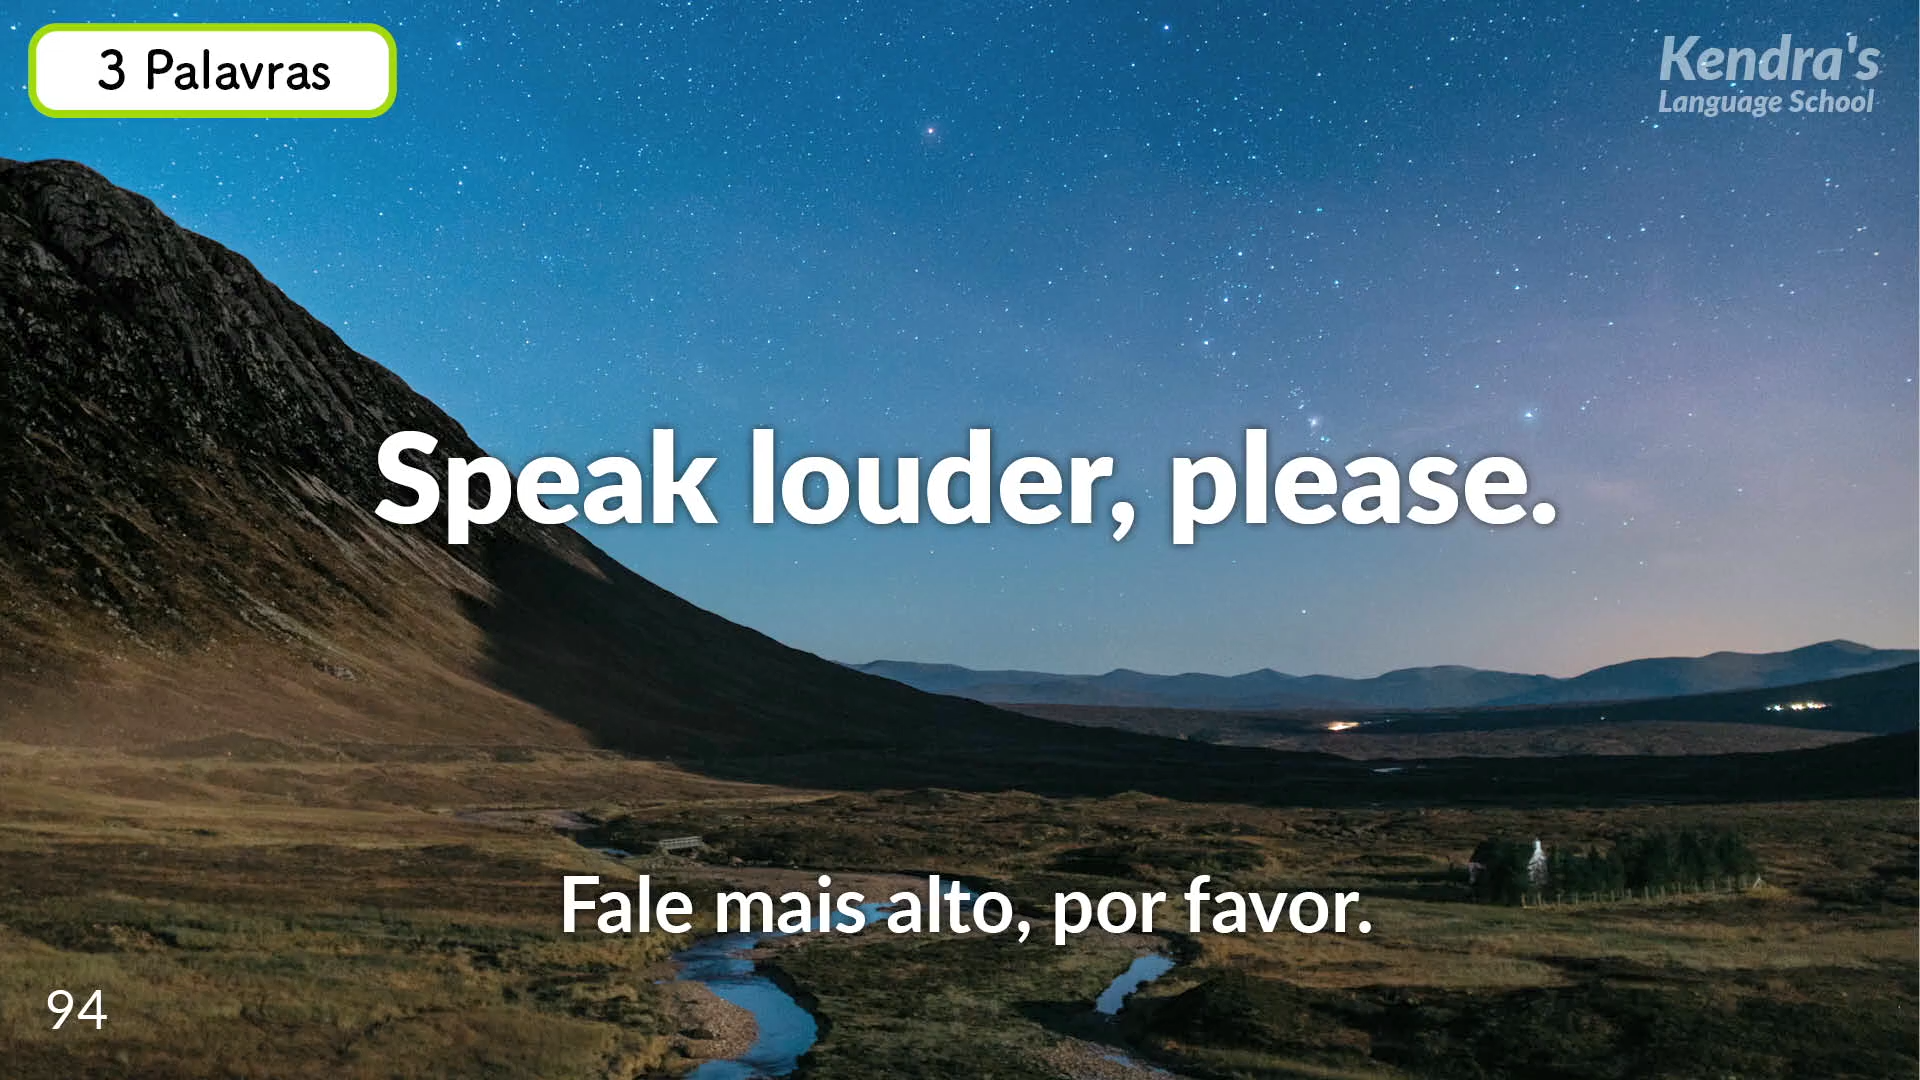 3 Palavras
Kendra's
Language School
Speak louder, please.
Fale mais alto, por favor.
94